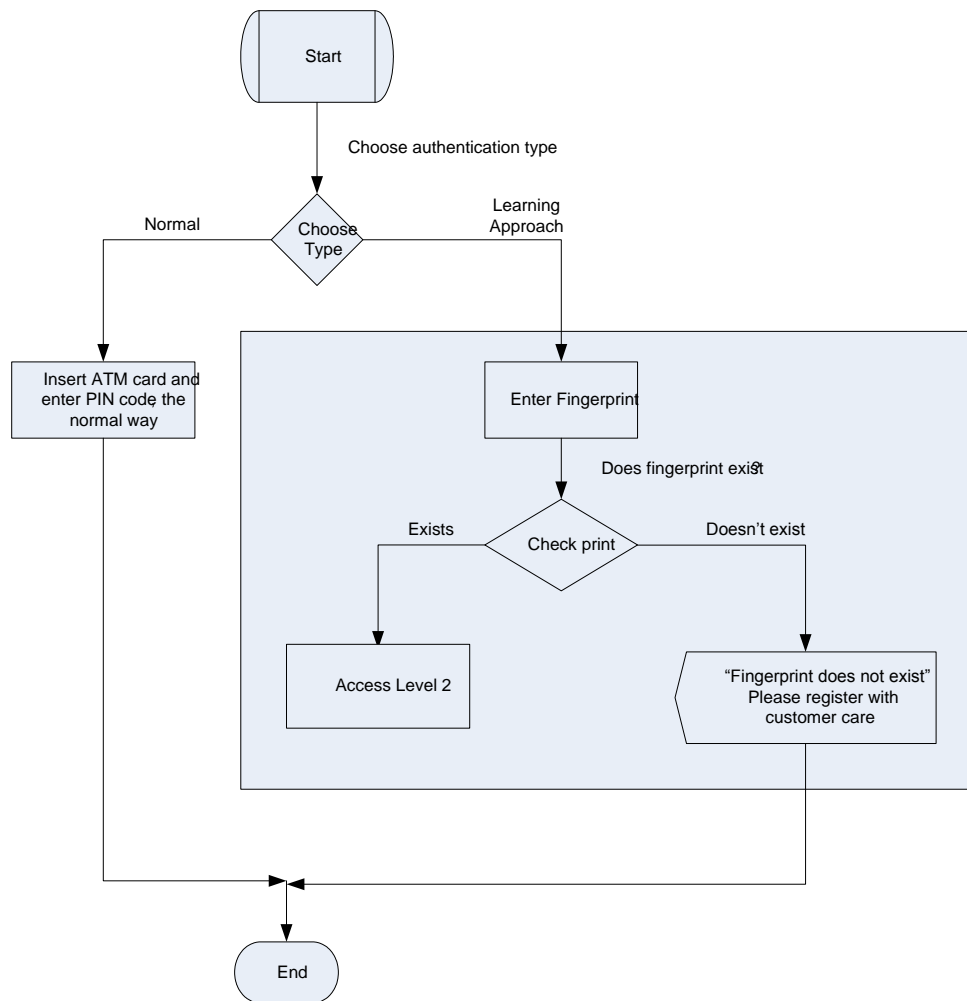 Start
Choose authentication type
Normal
Learning
Approach
Choose
Type
Insert ATM card and
enter PIN code, the
normal way
Enter Fingerprint
Does fingerprint exist?
Exists
Doesn't exist
Check print
Access Level 2
“Fingerprint does not exist”
Please register with
customer care
End